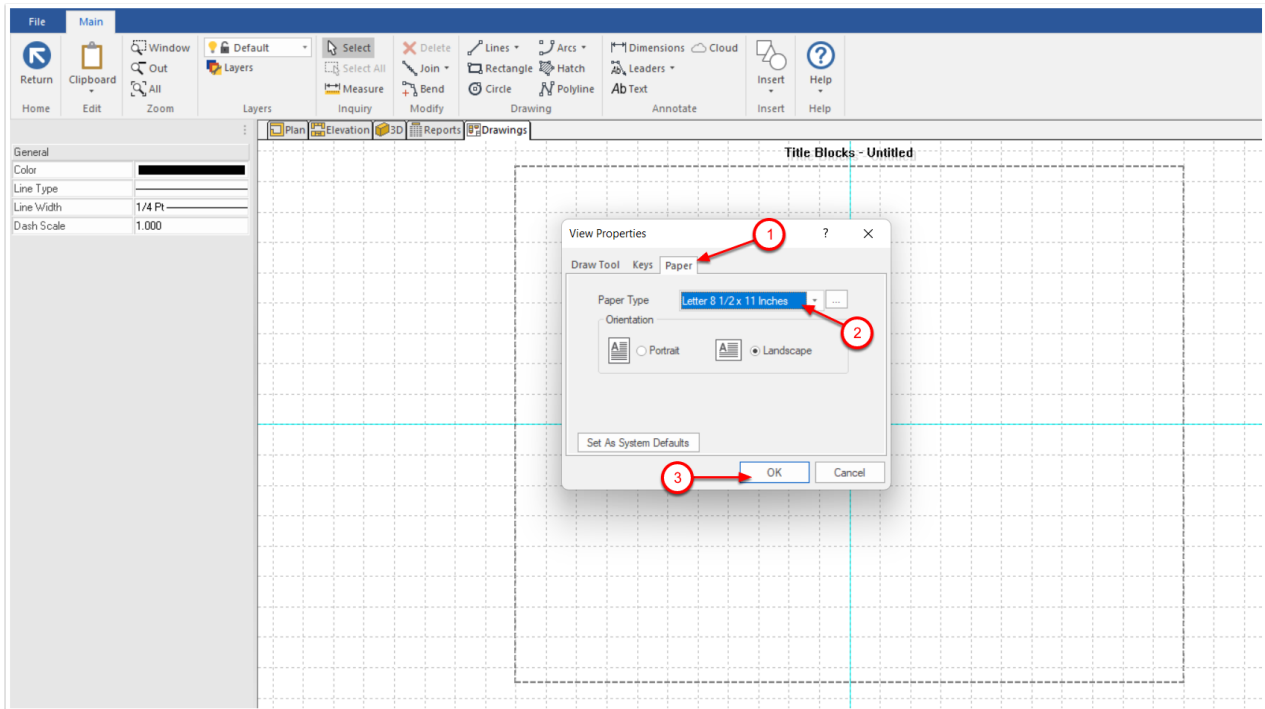 File Main
Window Default Select Delete Lines Arcs Dimensions Cloud
Out Layers Select All Join Rectangle Hatch Leaders
Return Clipboard All Measure Bend Circle Polyline Ab Text Insert Help
Home Edit Zoom Layers Inquiry Modify Drawing Annotate Insert Help
Plan Elevation 3D Reports Drawings
General
Color
Line Type
Line Width 1/4 Pt
Dash Scale 1.000
Title Blocks - Untitled
View Properties ? 1
Draw Tool Keys Paper
Paper Type Letter 8 1/2 x 11 Inches ...
2
Orientation
Portrait Landscape
Set As System Defaults
3 OK Cancel